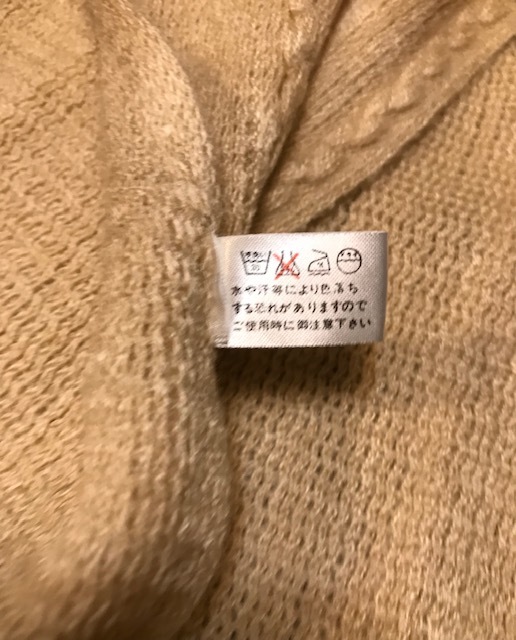 水や汗等により色落ち
する恐れがありますので
ご使用時に御注意下さい